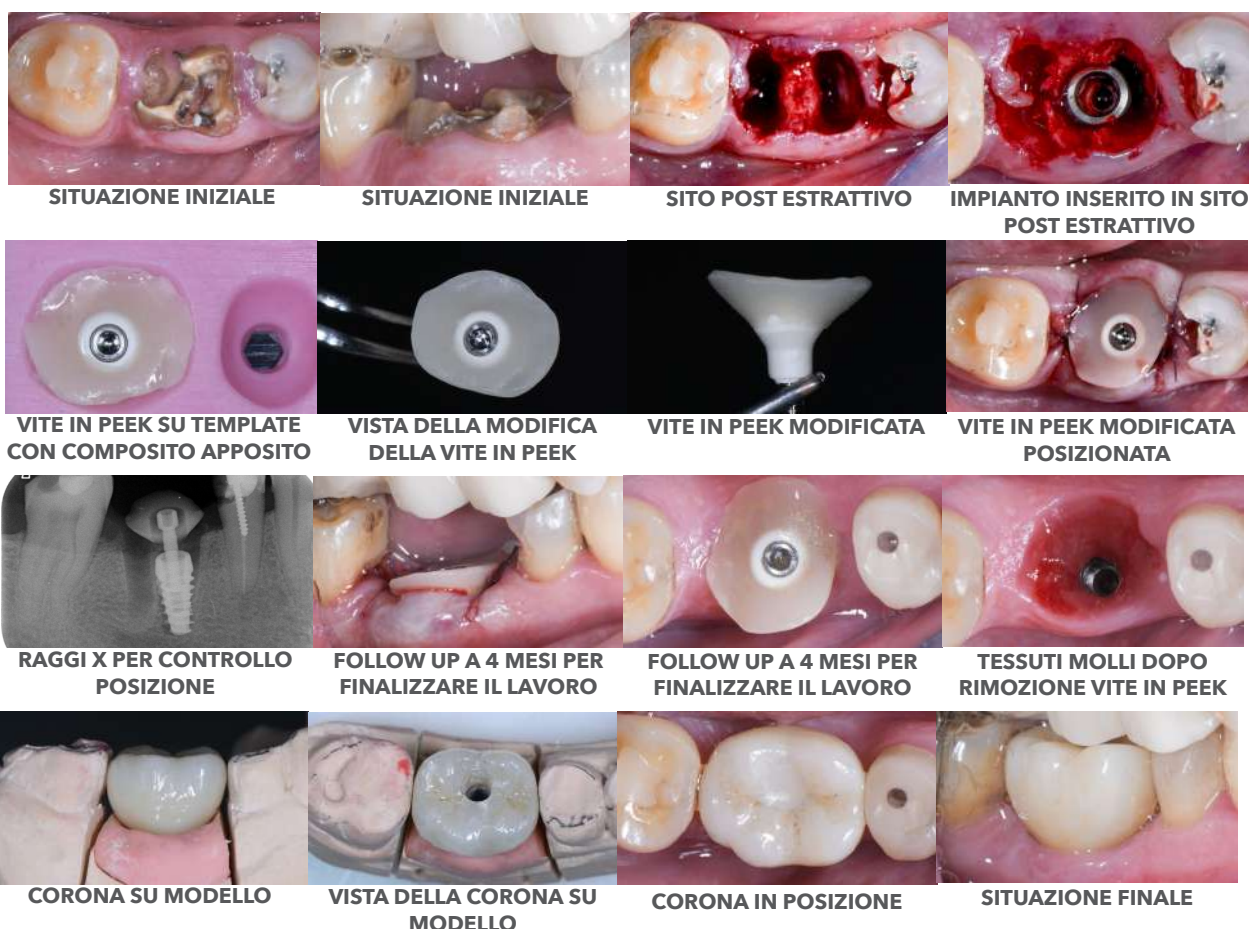 SITUAZIONE INIZIALE
SITUAZIONE INIZIALE
SITO POST ESTRATTIVO
IMPIANTO INSERITO IN SITO
POST ESTRATTIVO
VITE IN PEEK SU TEMPLATE
CON COMPOSITO APPOSITO
VISTA DELLA MODIFICA
DELLA VITE IN PEEK
VITE IN PEEK MODIFICATA
VITE IN PEEK MODIFICATA
POSIZIONATA
RAGGI X PER CONTROLLO
POSIZIONE
FOLLOW UP A 4 MESI PER
FINALIZZARE IL LAVORO
FOLLOW UP A 4 MESI PER
FINALIZZARE IL LAVORO
TESSUTI MOLLI DOPO
RIMOZIONE VITE IN PEEK
CORONA SU MODELLO
VISTA DELLA CORONA SU
MODELLO
CORONA IN POSIZIONE
SITUAZIONE FINALE